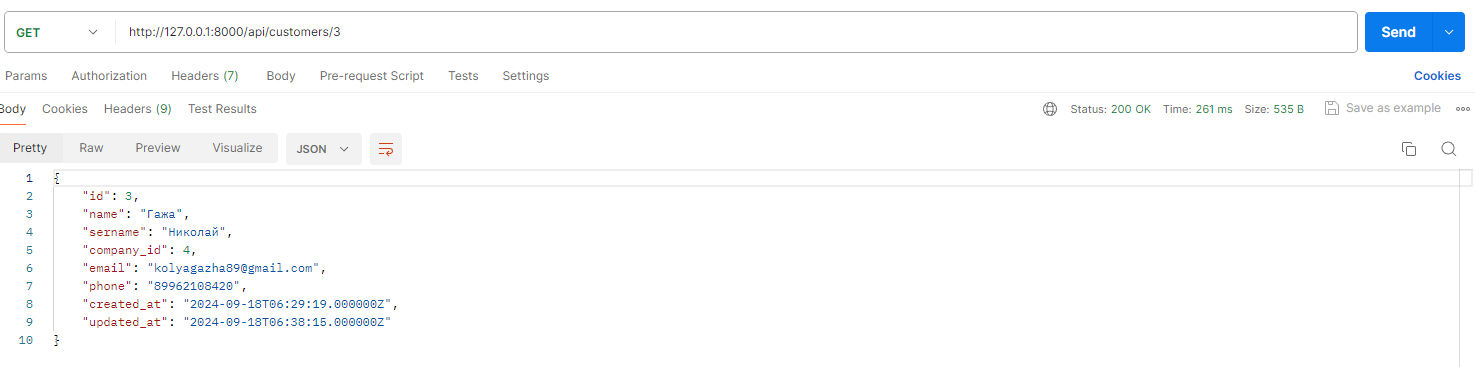 GET http://127.0.0.1:8000/api/customers/3 Send
Params Authorization Headers (7) Body Pre-request Script Tests Settings Cookies
Body Cookies Headers (9) Test Results Status: 200 OK Time: 261 ms Size: 535 B Save as example
Pretty Raw Preview Visualize JSON
1 {
2 "id": 3,
3 "name": "Гажа",
4 "sername": "Николай",
5 "company_id": 4,
6 "email": "kolyagazha89@gmail.com",
7 "phone": "89962108420",
8 "created_at": "2024-09-18T06:29:19.000000Z",
9 "updated_at": "2024-09-18T06:38:15.000000Z"
10 }